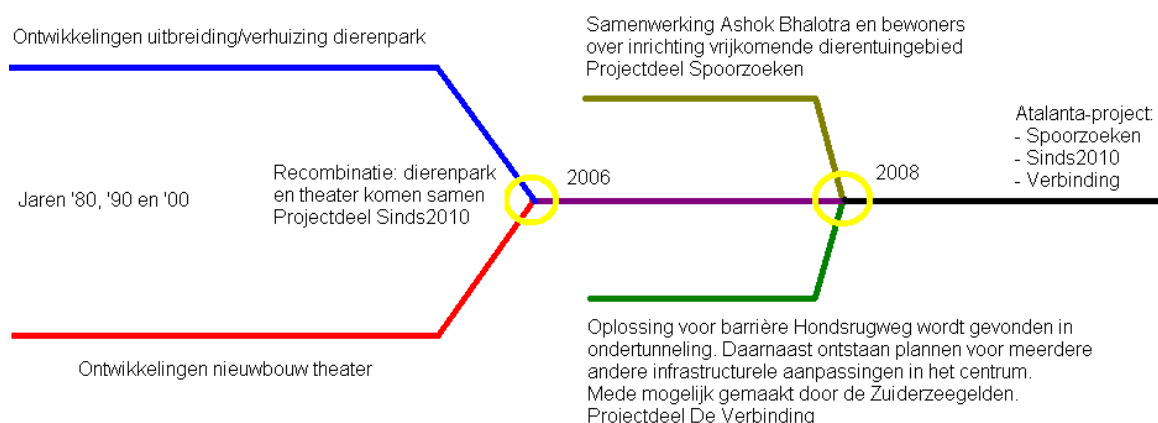 Ontwikkelingen uitbreiding/verhuizing dierenpark
Samenwerking Ashok Bhalotra en bewoners
over inrichting vrijkomende dierentuingebied
Projectdeel Spoorzoeken
Atalanta-project:
- Spoorzoeken
- Sinds2010
- Verbinding
Jaren '80, '90 en '00
Recombinatie: dierenpark
en theater komen samen
Projectdeel Sinds2010
2006
2008
Ontwikkelingen nieuwbouw theater
Oplossing voor barrière Hondsrugweg wordt gevonden in
ondertunneling. Daarnaast ontstaan plannen voor meerdere
andere infrastructurele aanpassingen in het centrum.
Mede mogelijk gemaakt door de Zuiderzeegelden.
Projectdeel De Verbinding